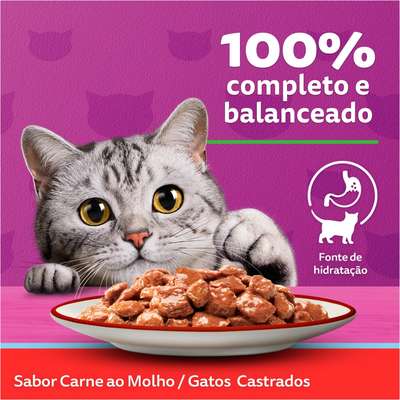 100%
completo e
balanceado
Fonte de
hidratação
Sabor Carne ao Molho / Gatos Castrados